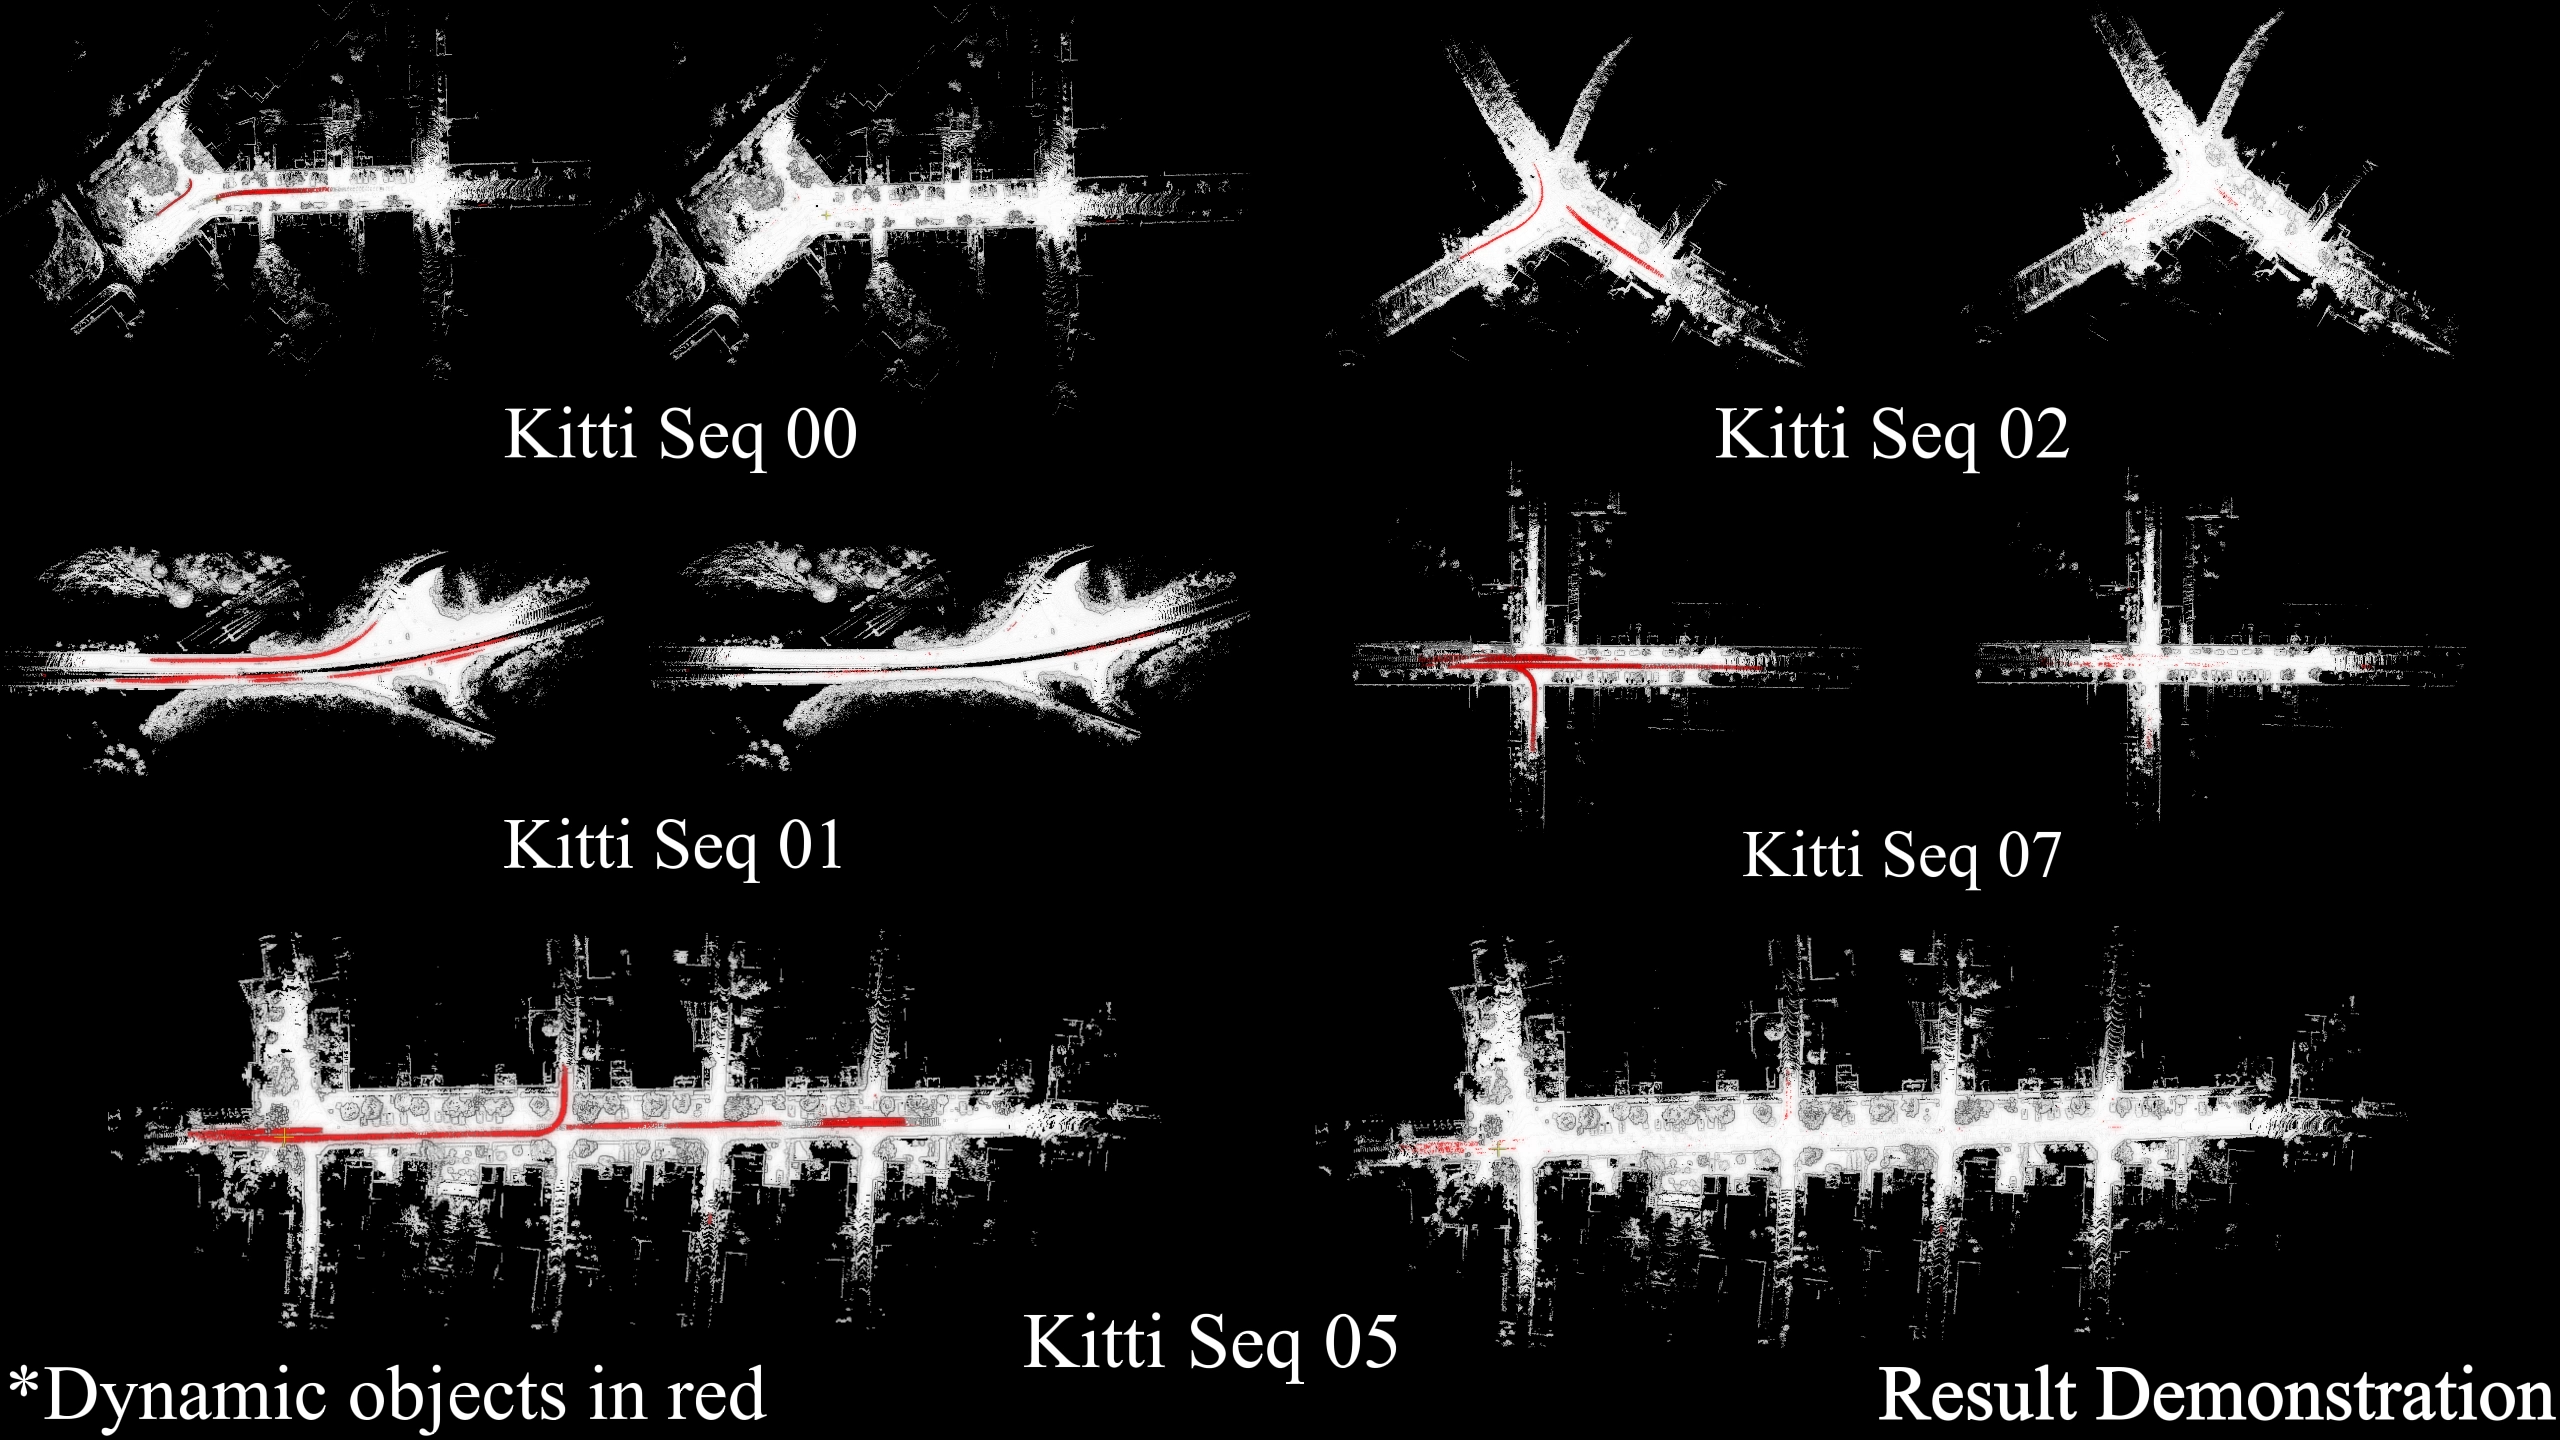 Kitti Seq 00
Kitti Seq 02
Kitti Seq 01
Kitti Seq 07
Kitti Seq 05
*Dynamic objects in red
Result Demonstration